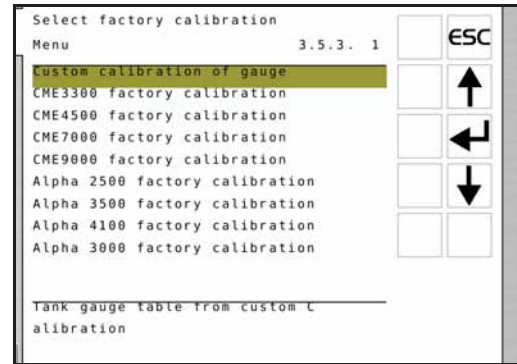 Select factory calibration
Menu 3.5.3. 1
ESC
Custom calibration of gauge
CME3300 factory calibration
CME4500 factory calibration
CME7000 factory calibration
CME9000 factory calibration
Alpha 2500 factory calibration
Alpha 3500 factory calibration
Alpha 4100 factory calibration
Alpha 3000 factory calibration
Tank gauge table from custom C
alibration